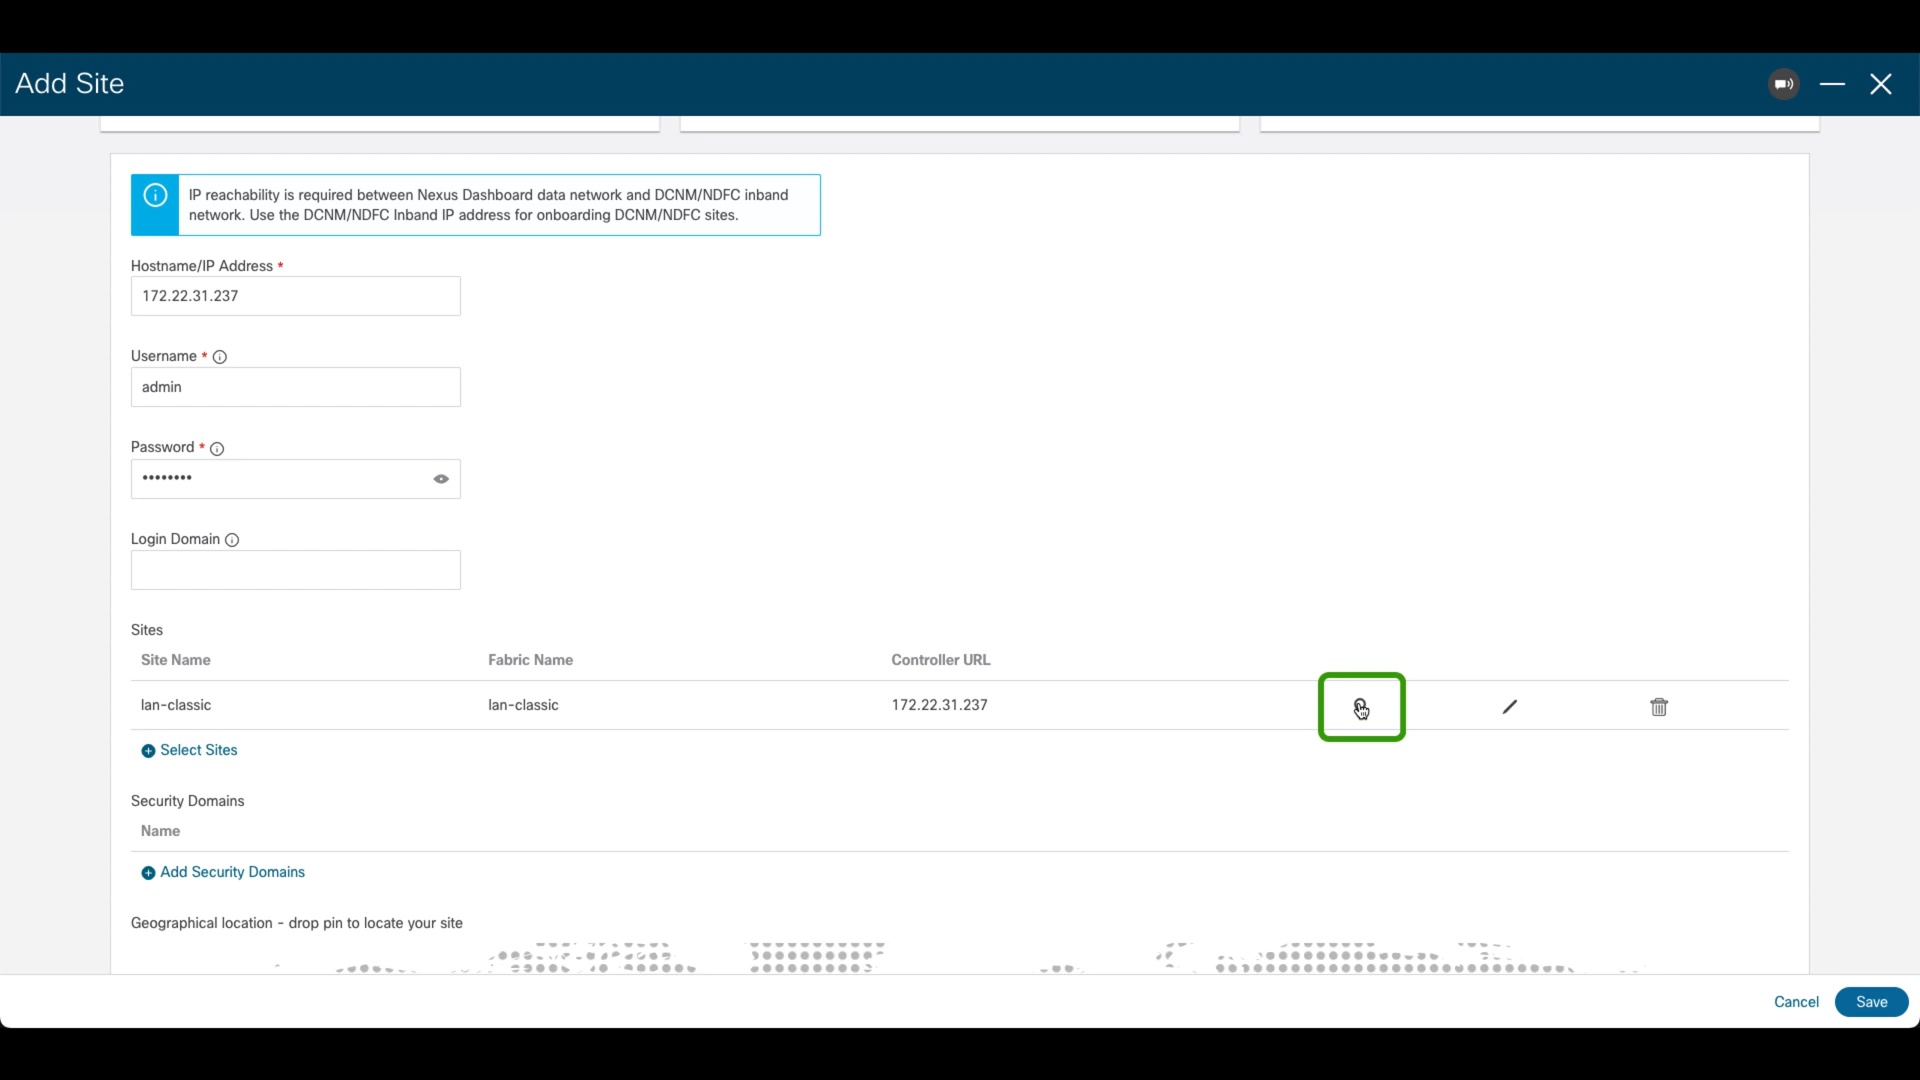 Add Site
IP reachability is required between Nexus Dashboard data network and DCNM/NDFC inband
network. Use the DCNM/NDFC Inband IP address for onboarding DCNM/NDFC sites.
Hostname/IP Address *
172.22.31.237
Username *
admin
Password *
••••••••
Login Domain
Sites
Site Name Fabric Name Controller URL
lan-classic lan-classic 172.22.31.237
Select Sites
Security Domains
Name
Add Security Domains
Geographical location - drop pin to locate your site
Cancel Save